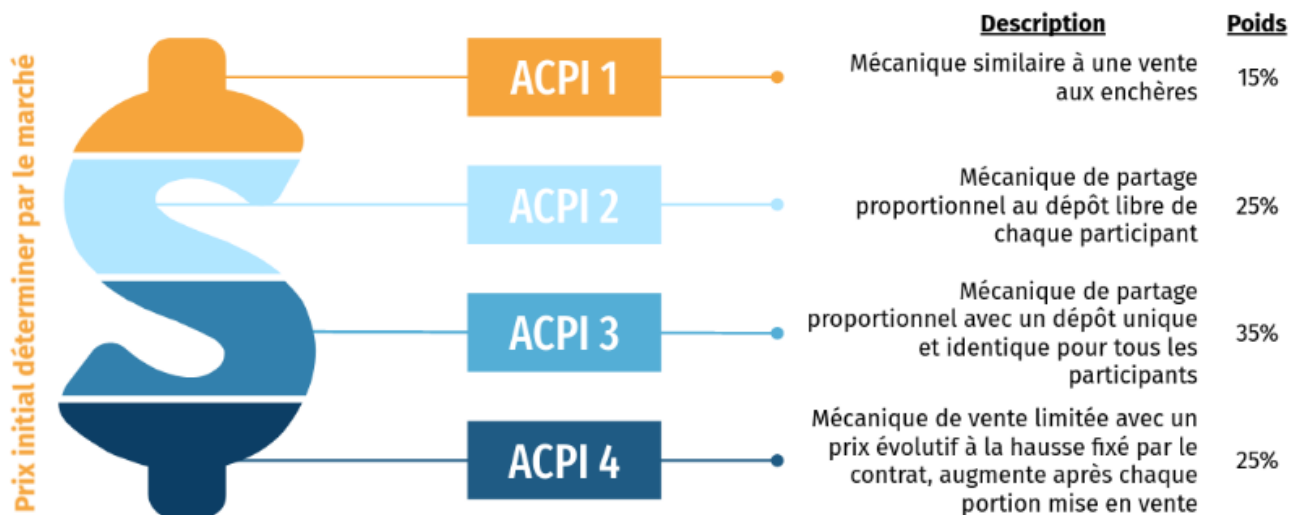 Prix initial déterminer par le marché
Description
Poids
ACPI 1
Mécanique similaire à une vente
aux enchères
15%
ACPI 2
Mécanique de partage
proportionnel au dépôt libre de
chaque participant
25%
ACPI 3
Mécanique de partage
proportionnel avec un dépôt unique
et identique pour tous les
participants
35%
ACPI 4
Mécanique de vente limitée avec un
prix évolutif à la hausse fixé par le
contrat, augmente après chaque
portion mise en vente
25%